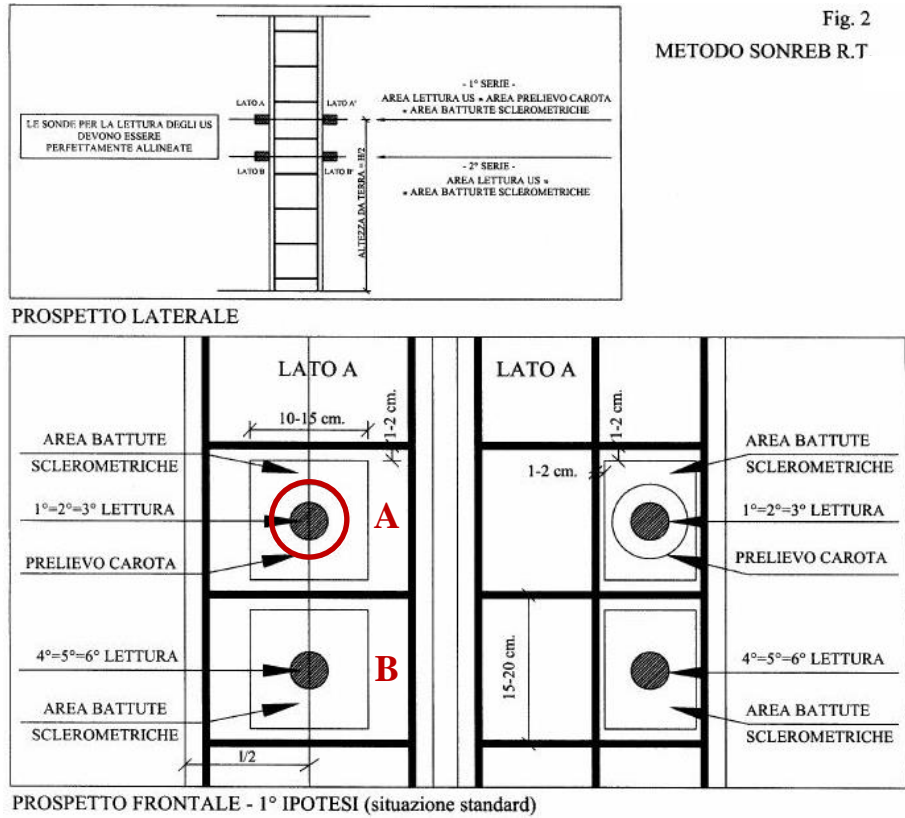 Fig. 2
METODO SONREB R.T
LE SONDE PER LA LETTURA DEGLI US
DEVONO ESSERE
PERFETTAMENTE ALLINEATE
LATO A
LATO A'
LATO B
LATO B'
ALTEZZA DA TERRA = H/2
- 1° SERIE -
AREA LETTURA US = AREA PRELIEVO CAROTA
= AREA BATTURE SCLEROMETRICHE
- 2° SERIE -
AREA LETTURA US =
= AREA BATTURTE SCLEROMETRICHE
PROSPETTO LATERALE
LATO A
10-15 cm.
1-2 cm.
AREA BATTUTE
SCLEROMETRICHE
1°=2°=3° LETTURA
A
PRELIEVO CAROTA
4°=5°=6° LETTURA
B
AREA BATTUTE
SCLEROMETRICHE
l/2
LATO A
1-2 cm.
1-2 cm.
AREA BATTUTE
SCLEROMETRICHE
1°=2°=3° LETTURA
PRELIEVO CAROTA
15-20 cm.
4°=5°=6° LETTURA
AREA BATTUTE
SCLEROMETRICHE
PROSPETTO FRONTALE - 1° IPOTESI (situazione standard)